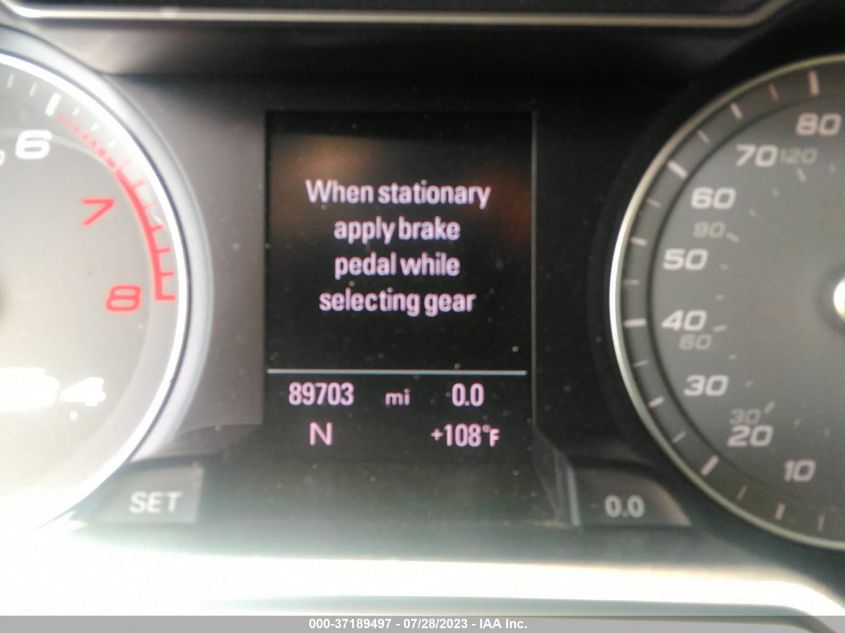 When stationary
apply brake
pedal while
selecting gear
89703 mi 0.0
N +108°F
SET
0.0
6
7
8
80
70 120
60
90
50
40
60
30
30
20
10
000-37189497 - 07/28/2023 - IAA Inc.